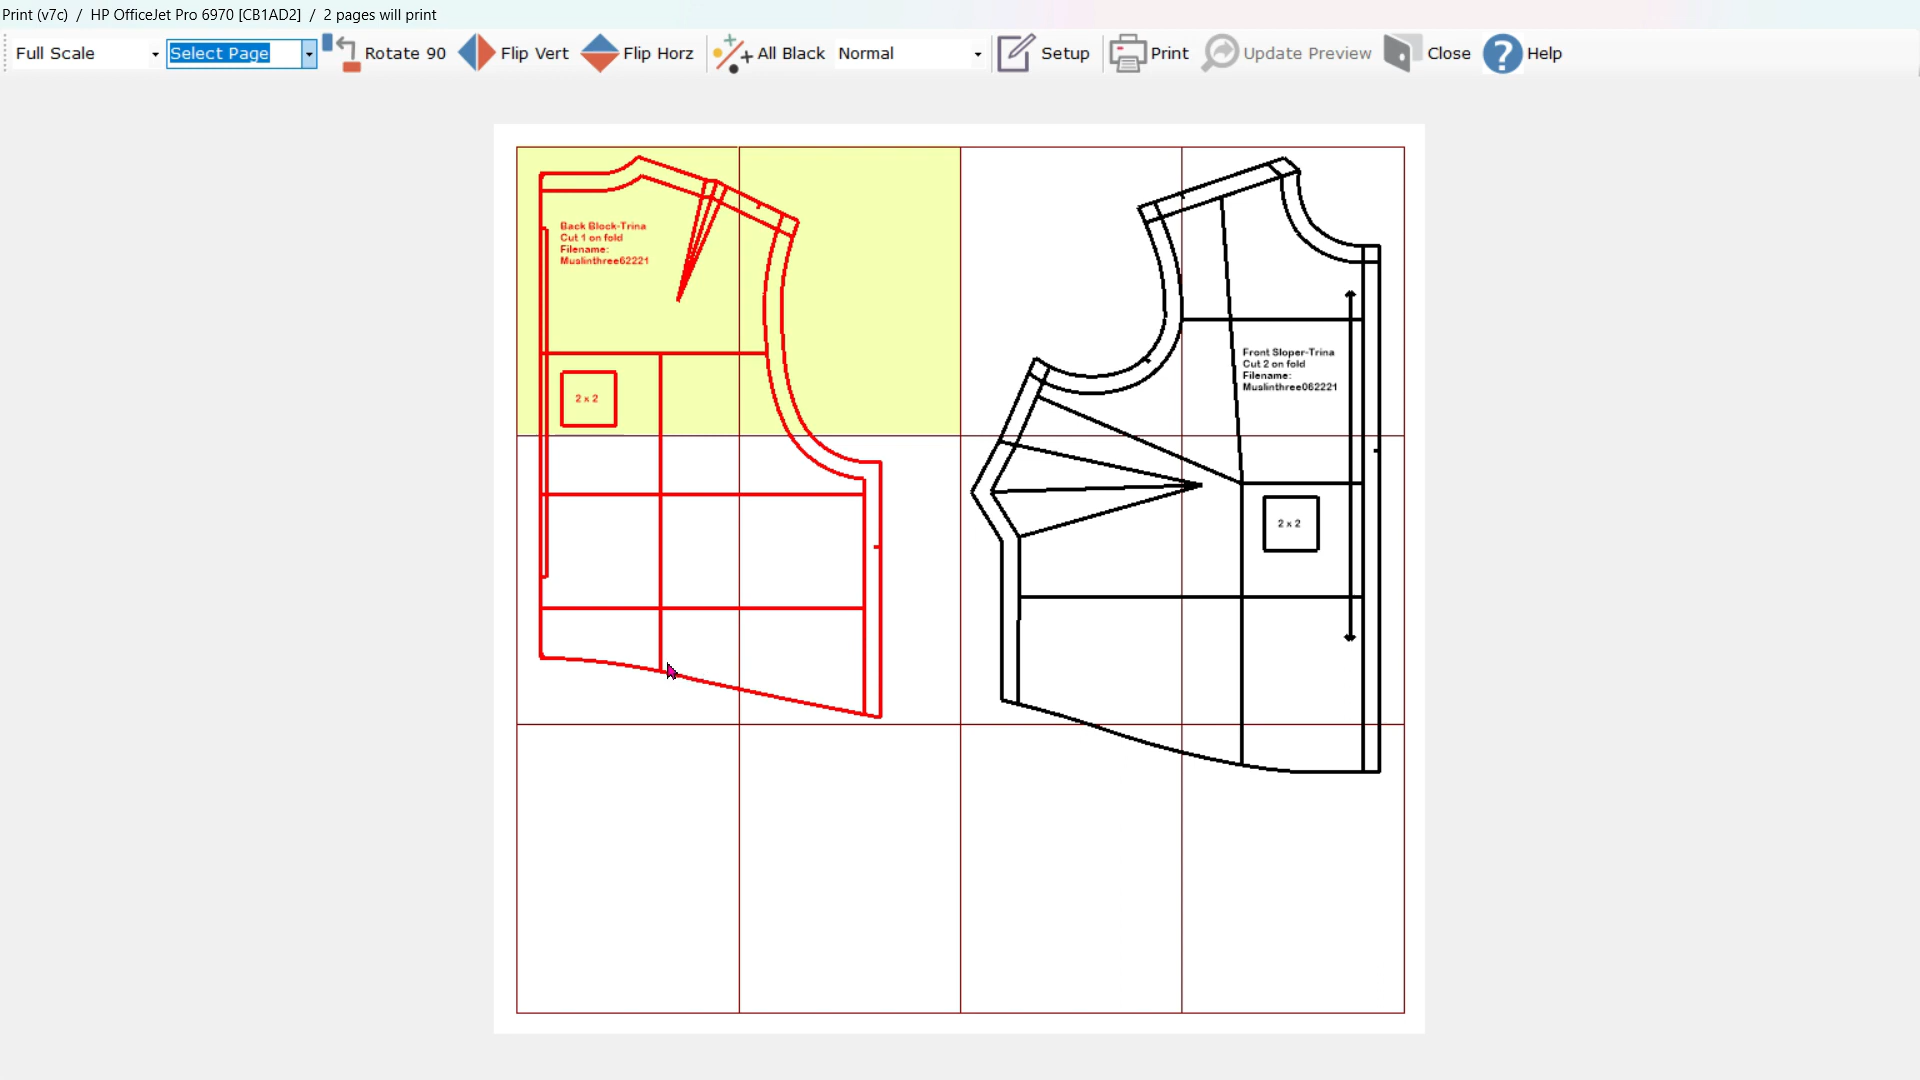 Print (v7c) / HP OfficeJet Pro 6970 [CB1AD2] / 2 pages will print
Full Scale Select Page Rotate 90 Flip Vert Flip Horz All Black Normal Setup Print Update Preview Close Help
Back Block-Trina
Cut 1 on fold
Filename:
Muslinthree62221
2 x 2
Front Sloper-Trina
Cut 2 on fold
Filename:
Muslinthree062221
2 x 2